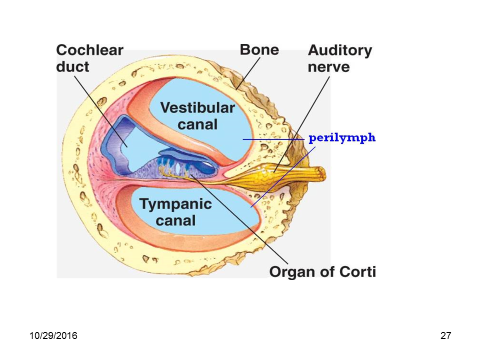 Cochlear
duct
Bone
Auditory
nerve
Vestibular
canal
perilymph
Tympanic
canal
Organ of Corti
10/29/2016
27